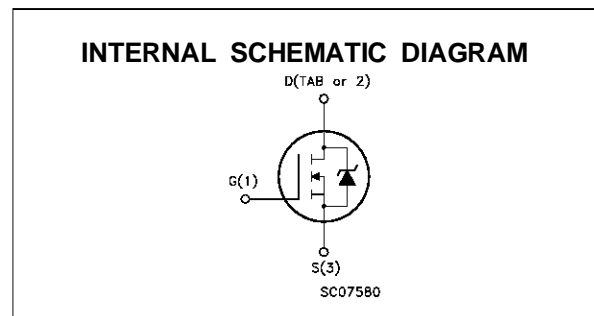 INTERNAL SCHEMATIC DIAGRAM
D(TAB or 2)
G(1)
S(3)
SC07580